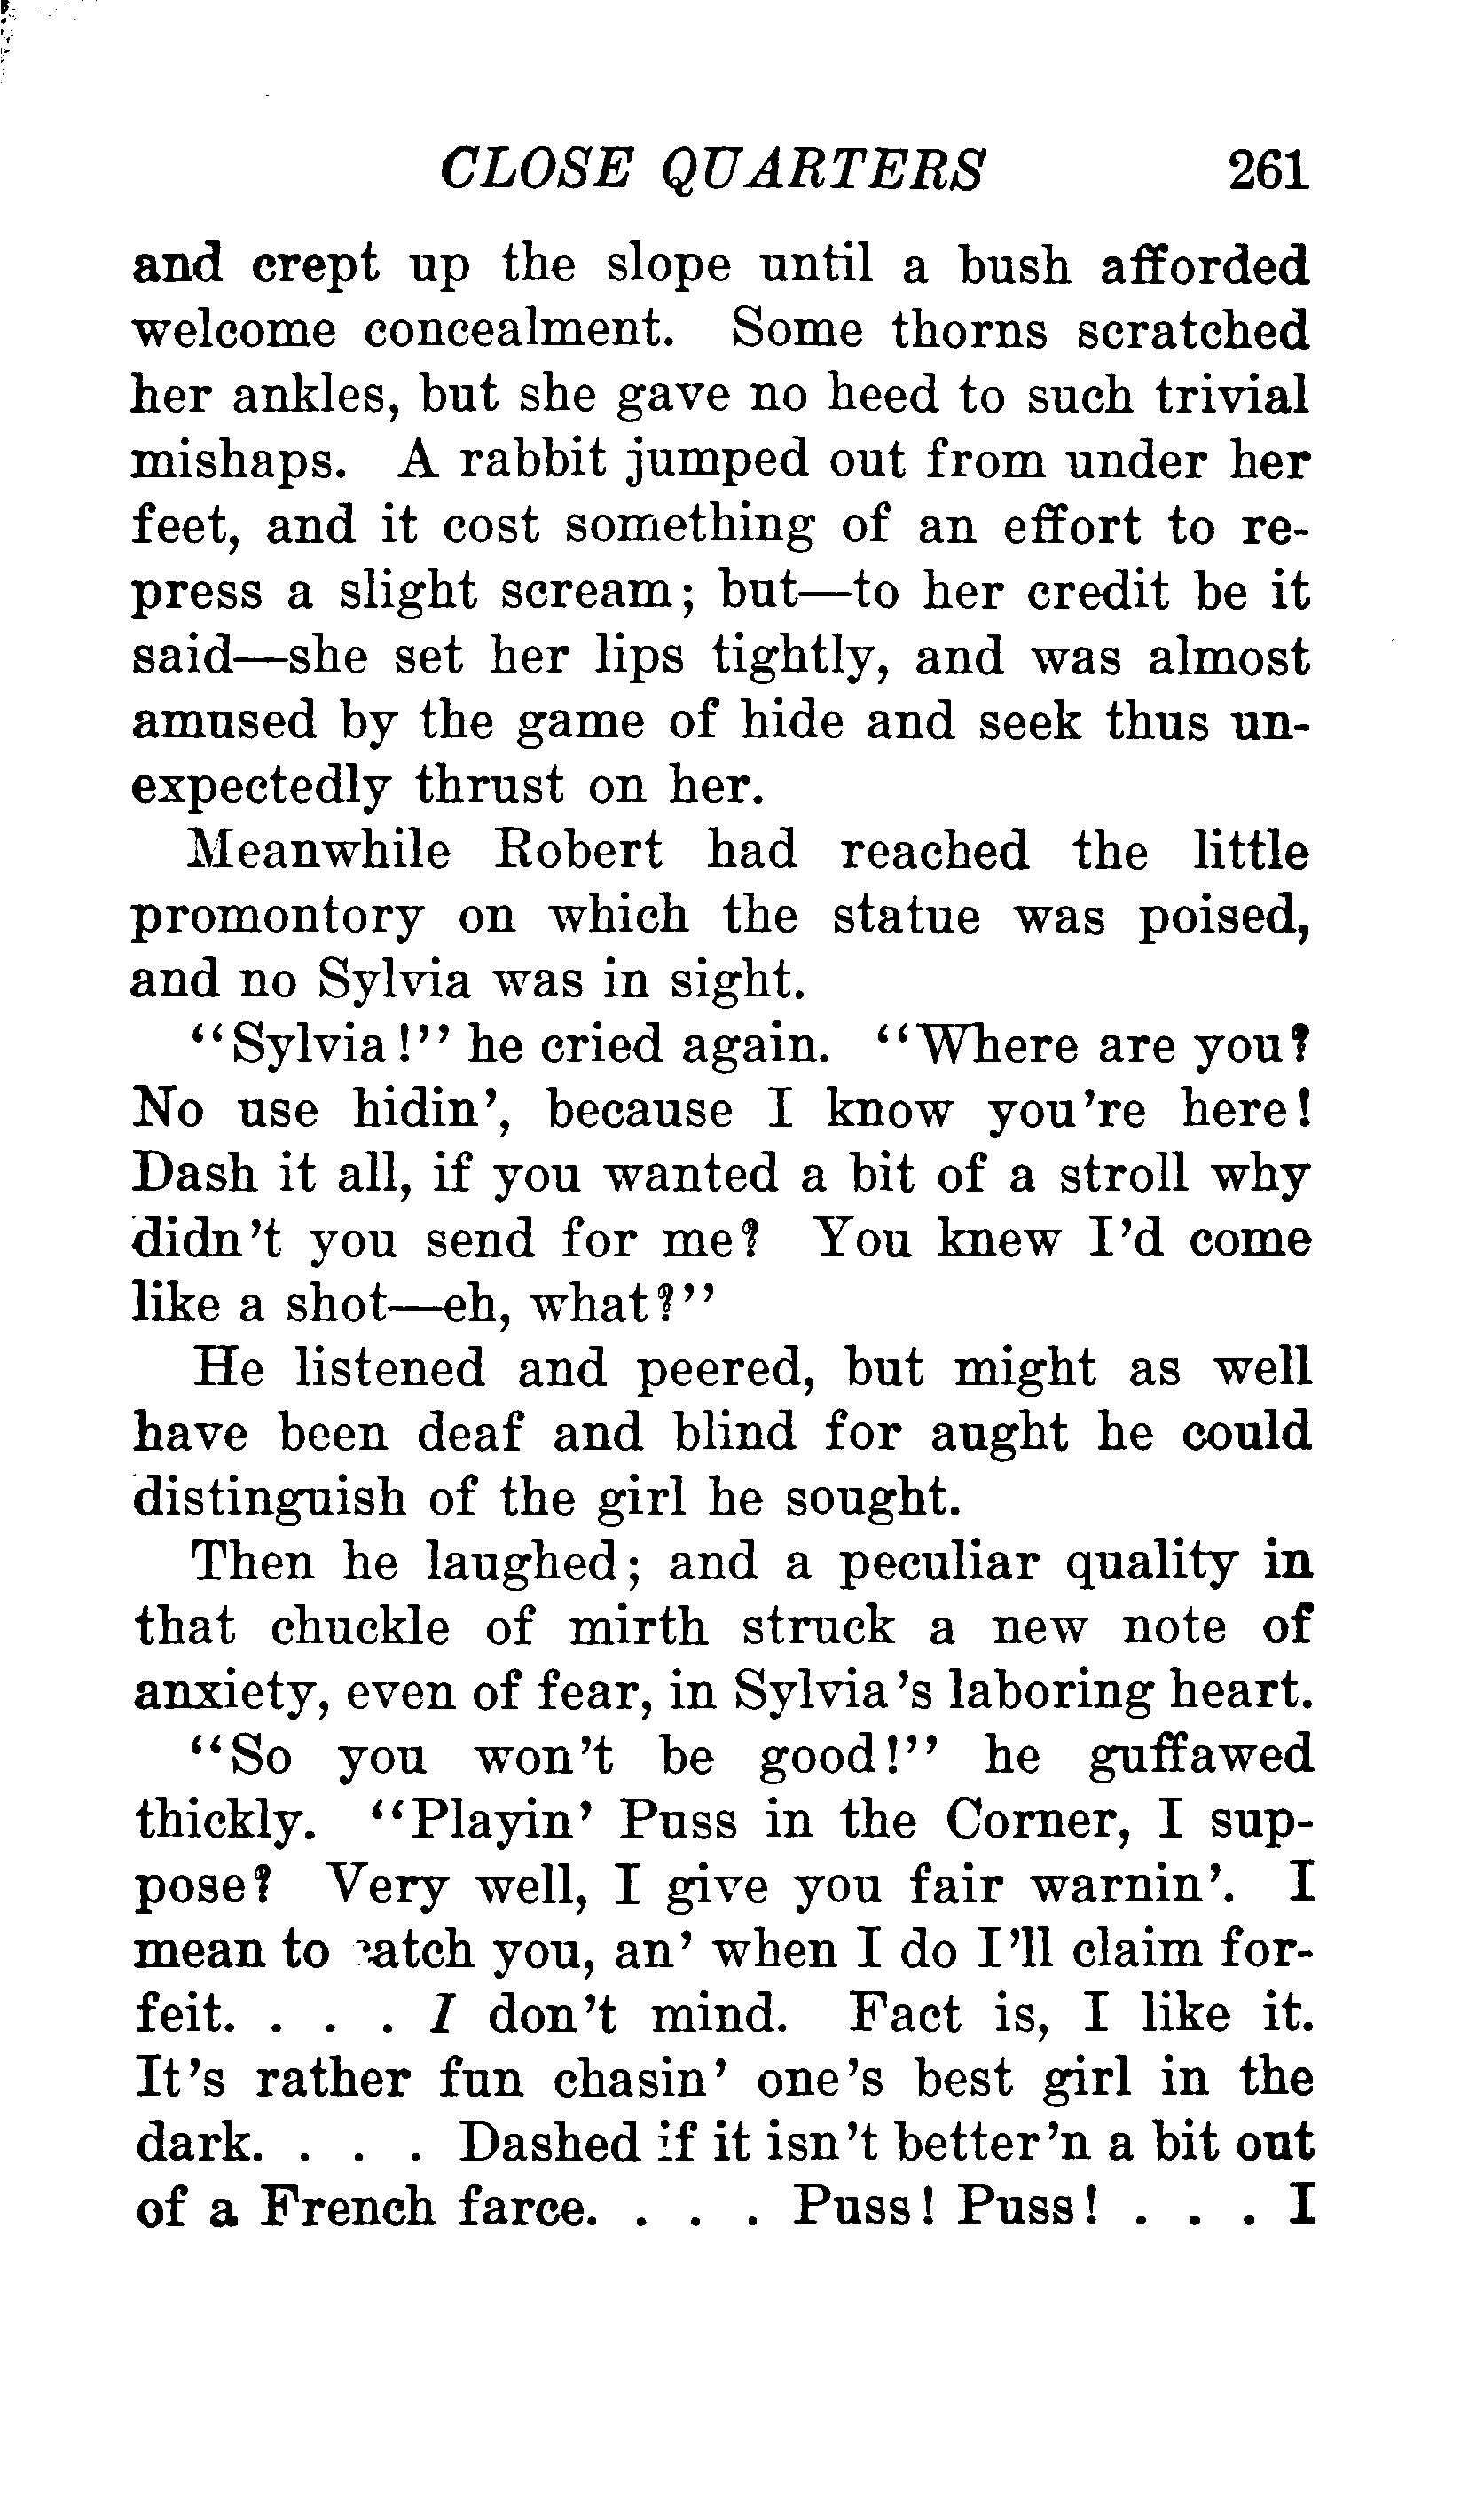 CLOSE QUARTERS 261
and crept up the slope until a bush afforded
welcome concealment. Some thorns scratched
her ankles, but she gave no heed to such trivial
mishaps. A rabbit jumped out from under her
feet, and it cost something of an effort to re-
press a slight scream; but—to her credit be it
said—she set her lips tightly, and was almost
amused by the game of hide and seek thus un-
expectedly thrust on her.
Meanwhile Robert had reached the little
promontory on which the statue was poised,
and no Sylvia was in sight.
"Sylvia!" he cried again. "Where are you?
No use hidin', because I know you're here!
Dash it all, if you wanted a bit of a stroll why
didn't you send for me? You knew I'd come
like a shot—eh, what?"
He listened and peered, but might as well
have been deaf and blind for aught he could
distinguish of the girl he sought.
Then he laughed; and a peculiar quality in
that chuckle of mirth struck a new note of
anxiety, even of fear, in Sylvia's laboring heart.
"So you won't be good!" he guffawed
thickly. "Playin' Puss in the Corner, I sup-
pose? Very well, I give you fair warnin'. I
mean to catch you, an' when I do I'll claim for-
feit. . . . I don't mind. Fact is, I like it.
It's rather fun chasin' one's best girl in the
dark. . . . Dashed if it isn't better'n a bit out
of a French farce. . . . Puss! Puss! . . . I